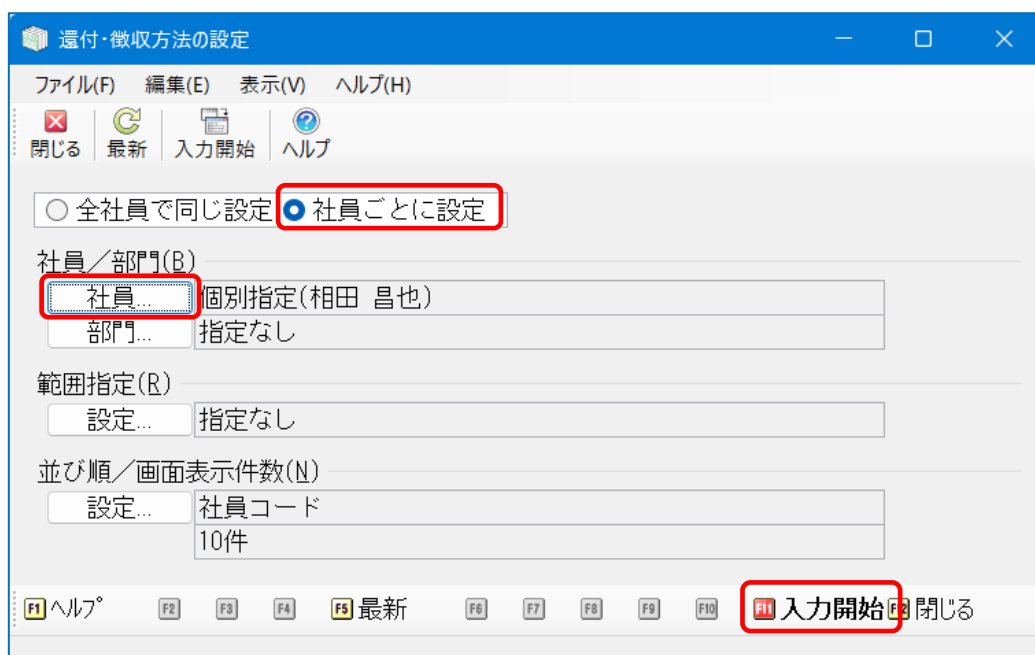 還付・徴収方法の設定
ファイル(F) 編集(E) 表示(V) ヘルプ(H)
閉じる 最新 入力開始 ヘルプ
全社員で同じ設定 社員ごとに設定
社員／部門(B)
社員... 個別指定(相田 昌也)
部門... 指定なし
範囲指定(R)
設定... 指定なし
並び順／画面表示件数(N)
設定... 社員コード
10件
F1 ヘルプ F2 F3 F4 F5 最新 F6 F7 F8 F9 F10 F11 入力開始 F12 閉じる